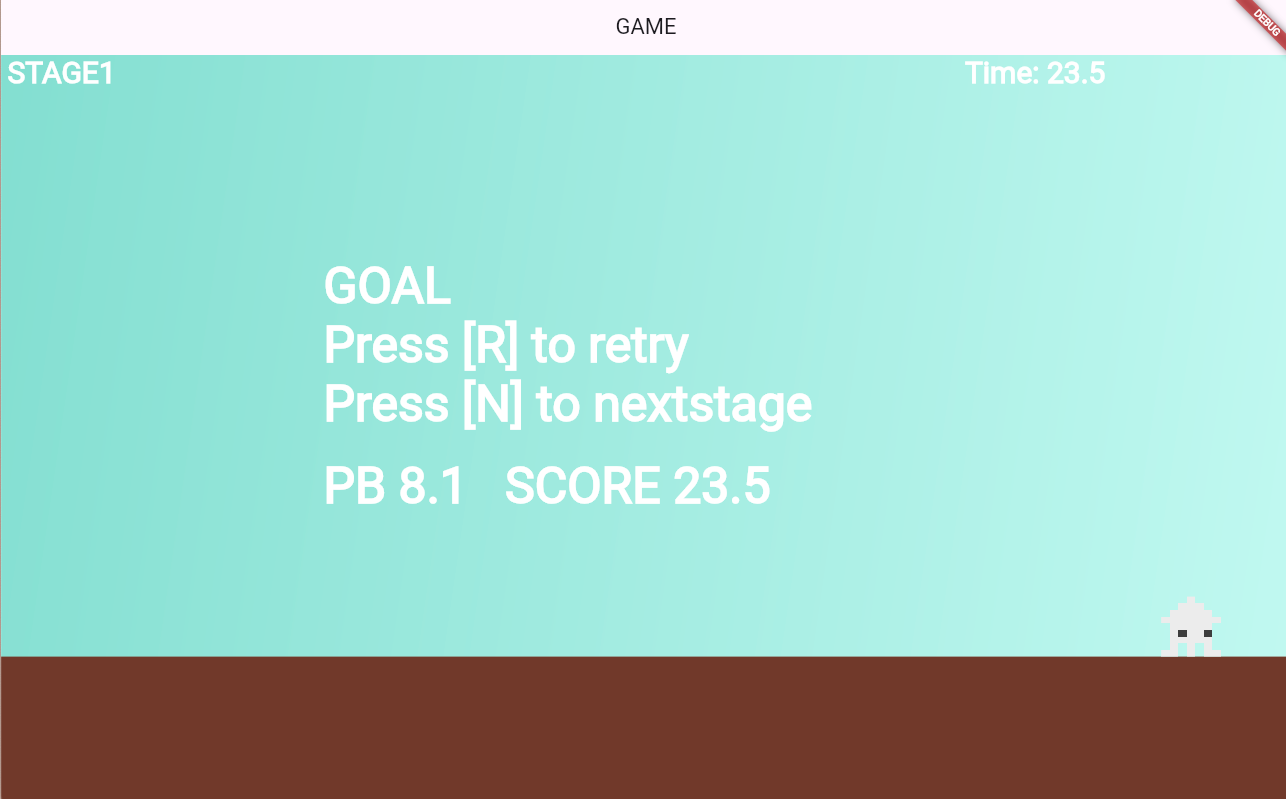 GAME
DEBUG
STAGE1
Time: 23.5
GOAL
Press [R] to retry
Press [N] to nextstage
PB 8.1 SCORE 23.5